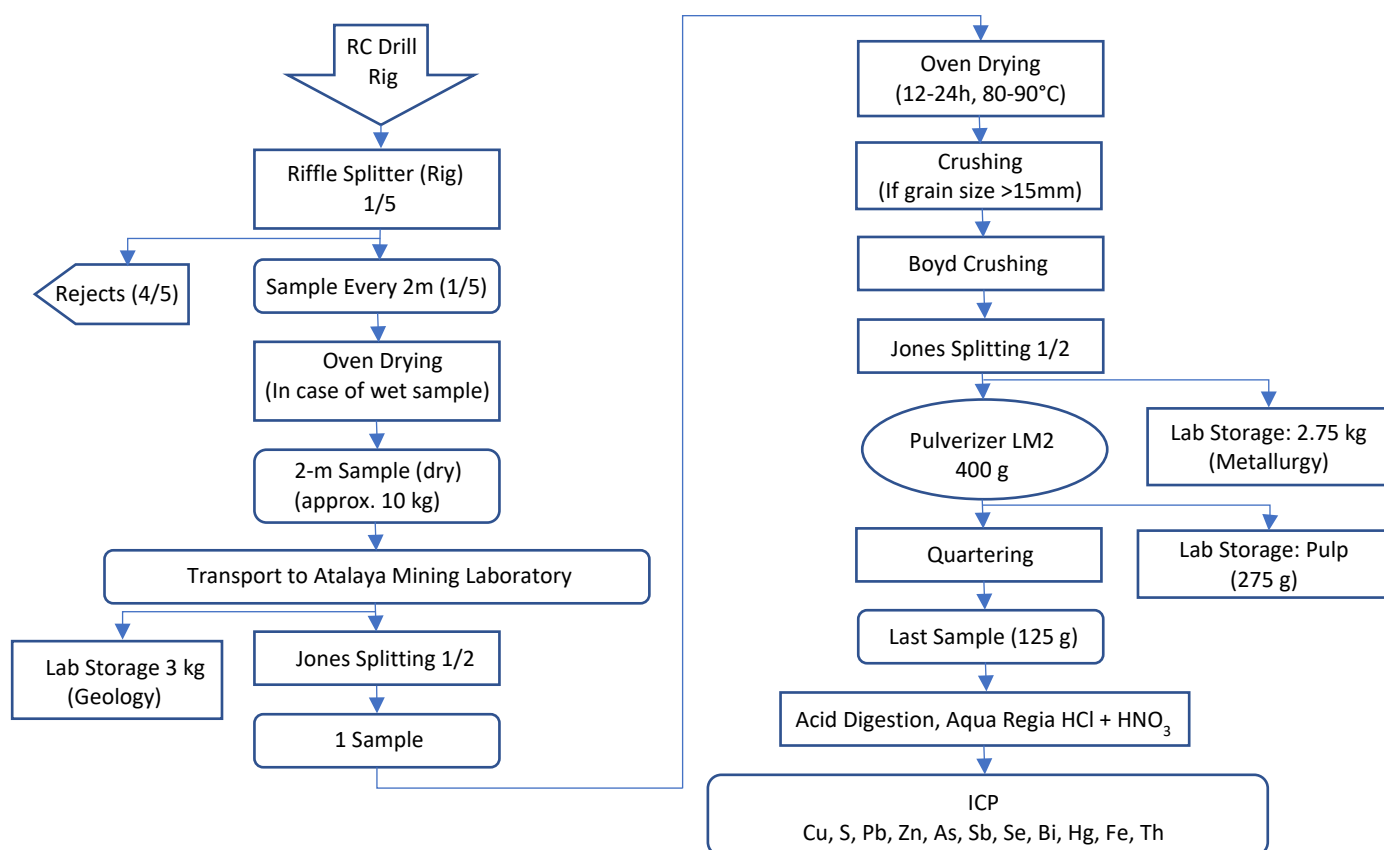 RC Drill
Rig
Riffle Splitter (Rig)
1/5
Rejects (4/5)
Sample Every 2m (1/5)
Oven Drying
(In case of wet sample)
2-m Sample (dry)
(approx. 10 kg)
Transport to Atalaya Mining Laboratory
Lab Storage 3 kg
(Geology)
Jones Splitting 1/2
1 Sample
Oven Drying
(12-24h, 80-90°C)
Crushing
(If grain size >15mm)
Boyd Crushing
Jones Splitting 1/2
Pulverizer LM2
400 g
Lab Storage: 2.75 kg
(Metallurgy)
Quartering
Lab Storage: Pulp
(275 g)
Last Sample (125 g)
Acid Digestion, Aqua Regia HCl + HNO₃
ICP
Cu, S, Pb, Zn, As, Sb, Se, Bi, Hg, Fe, Th